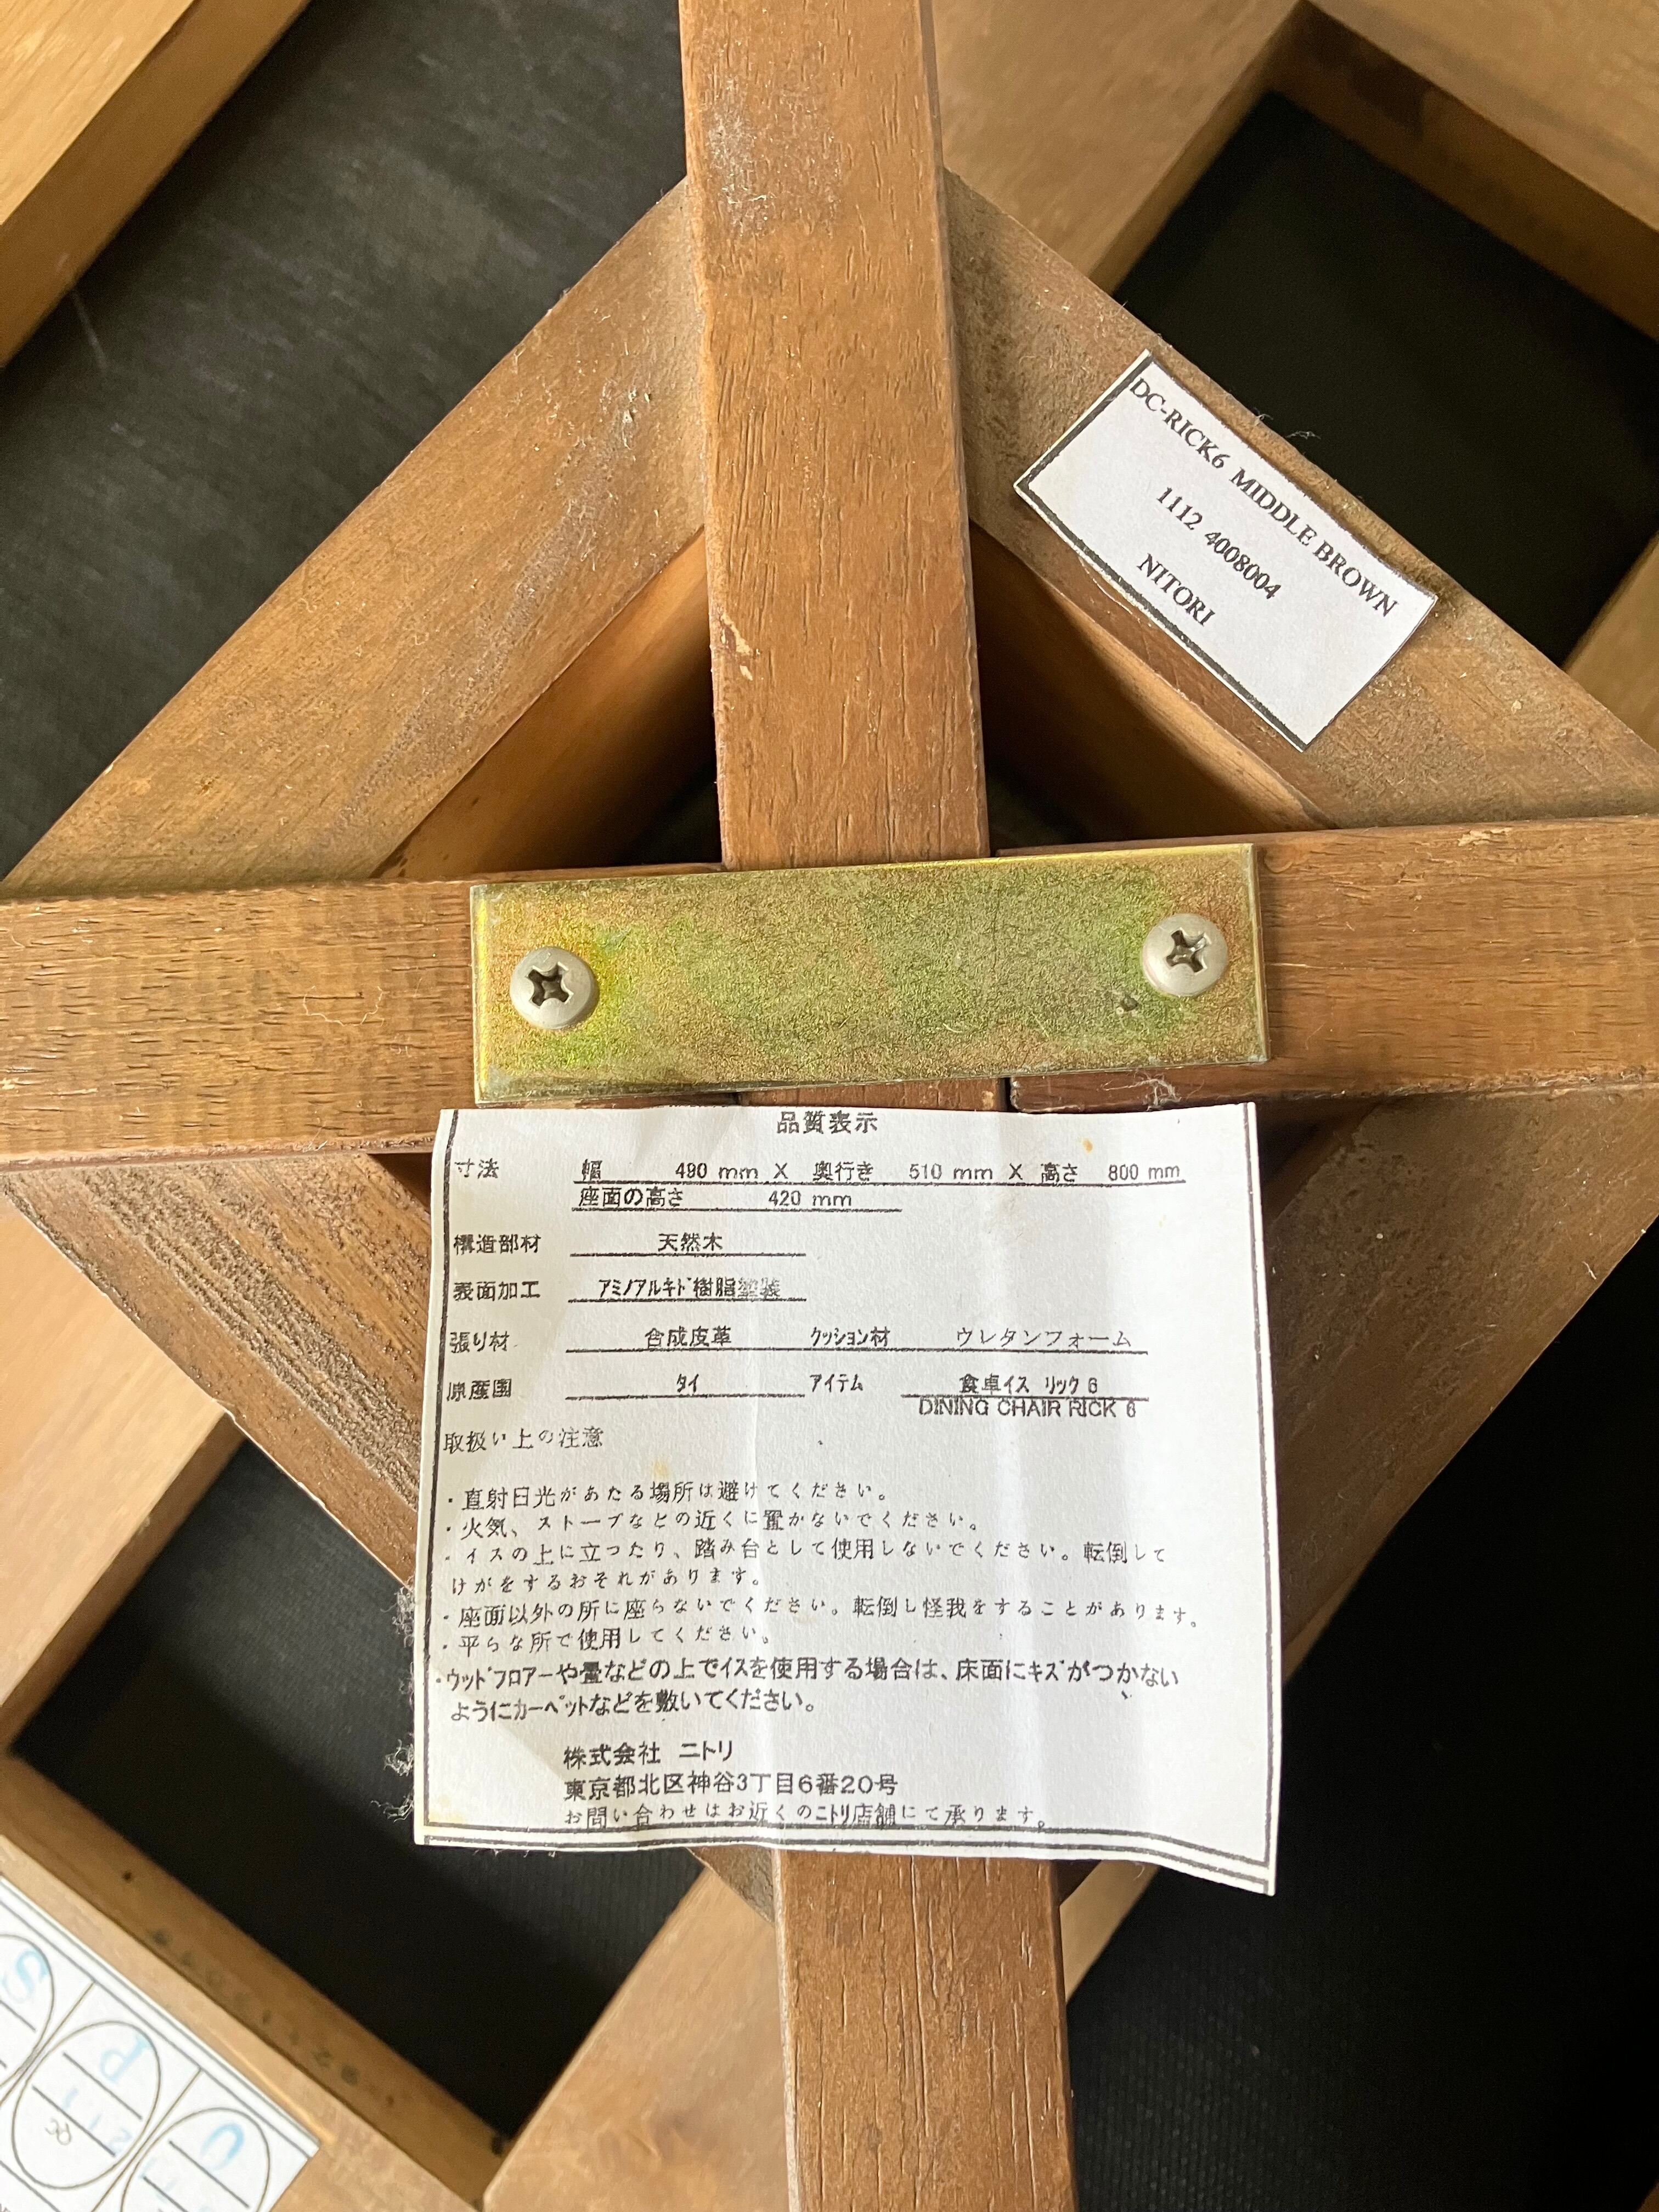 DC-RICK6 MIDDLE BROWN
1112 4008004
NITORI
品質表示
寸法 幅 490 mm X 奥行き 510 mm X 高さ 800 mm
座面の高さ 420 mm
構造部材 天然木
表面加工 アミノアルキド樹脂塗装
張り材 合成皮革 クッション材 ウレタンフォーム
原産国 タイ アイテム 食卓イス リック 6
DINING CHAIR RICK 6
取扱い上の注意
・直射日光があたる場所は避けてください。
・火気、ストーブなどの近くに置かないでください。
・イスの上に立ったり、踏み台として使用しないでください。転倒して
けがをするおそれがあります。
・座面以外の所に座らないでください。転倒し怪我をすることがあります。
・平らな所で使用してください。
・ウッドフロアーや畳などの上でイスを使用する場合は、床面にキズがつかない
ようにカーペットなどを敷いてください。
株式会社 ニトリ
東京都北区神谷3丁目6番20号
お問い合わせはお近くのニトリ店舗にて承ります。
S
P
C